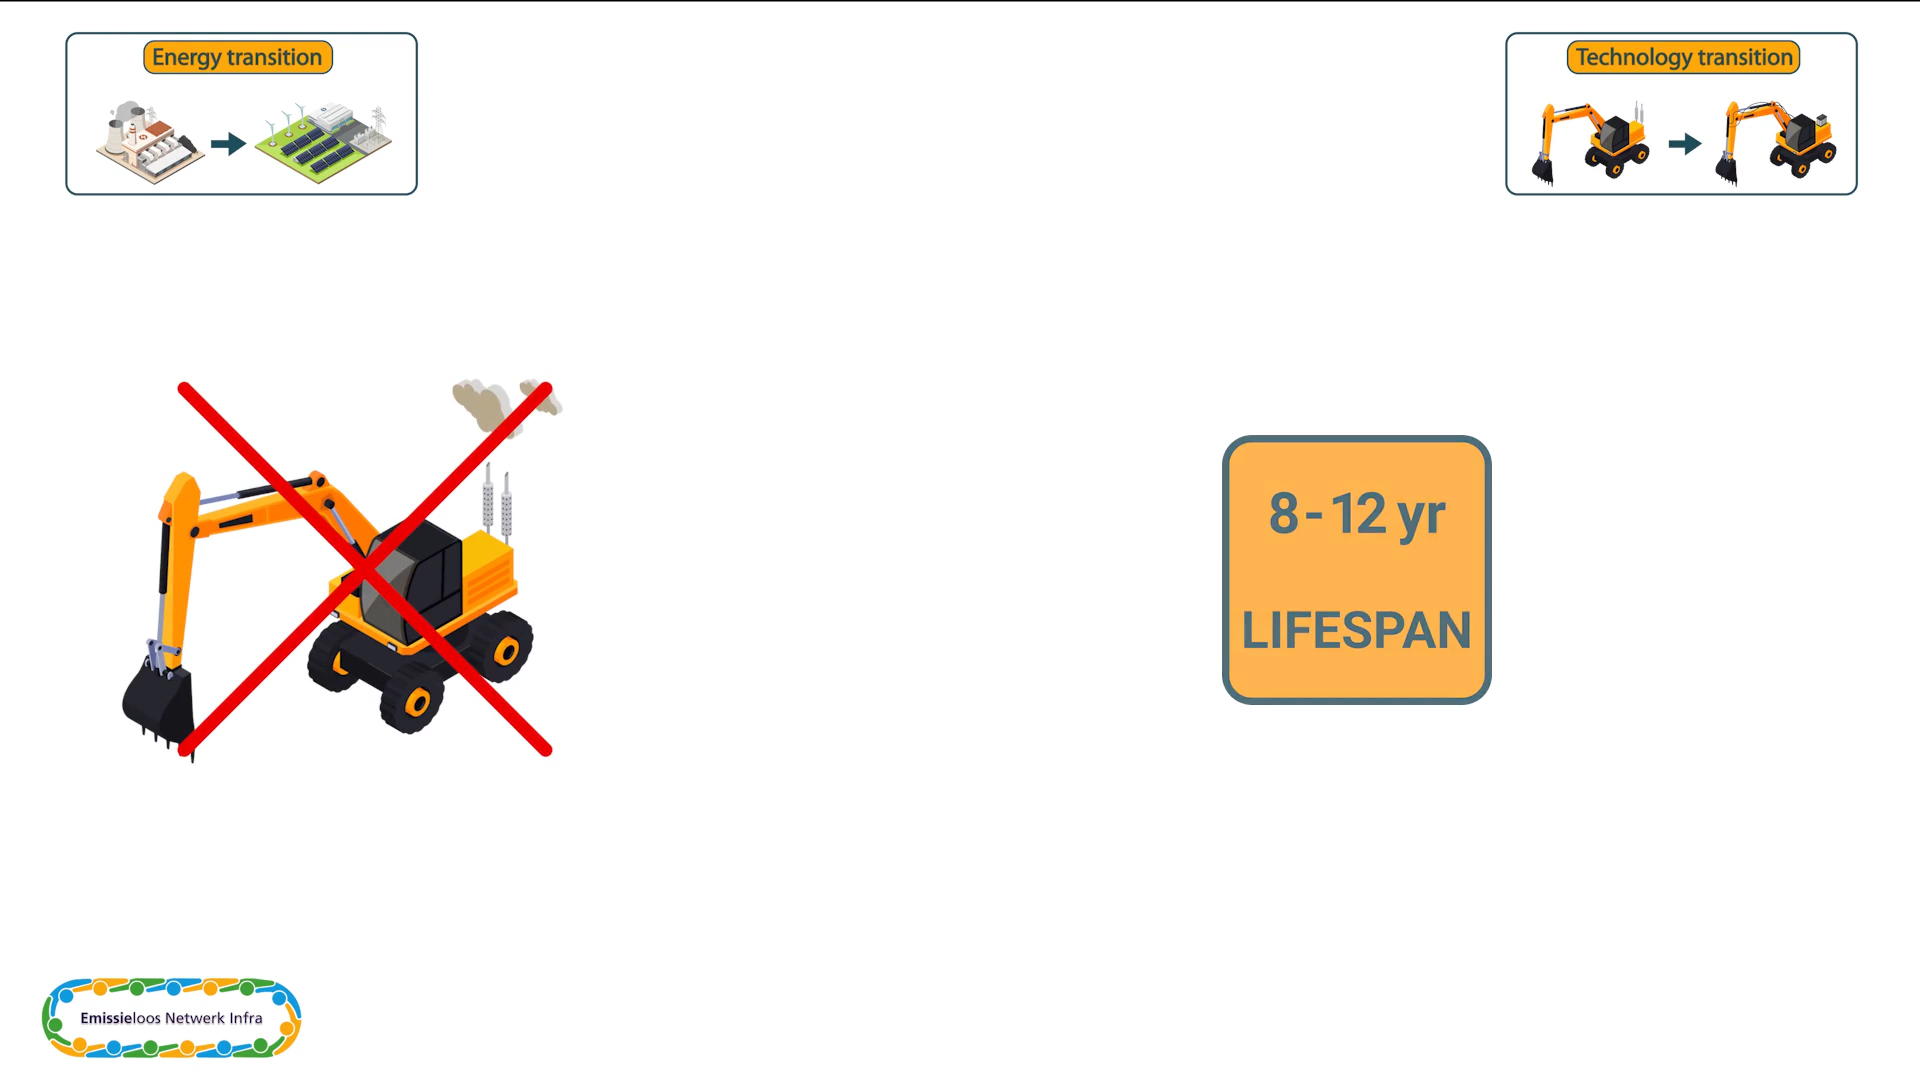 Energy transition
Technology transition
8-12 yr
LIFESPAN
Emissieloos Netwerk Infra